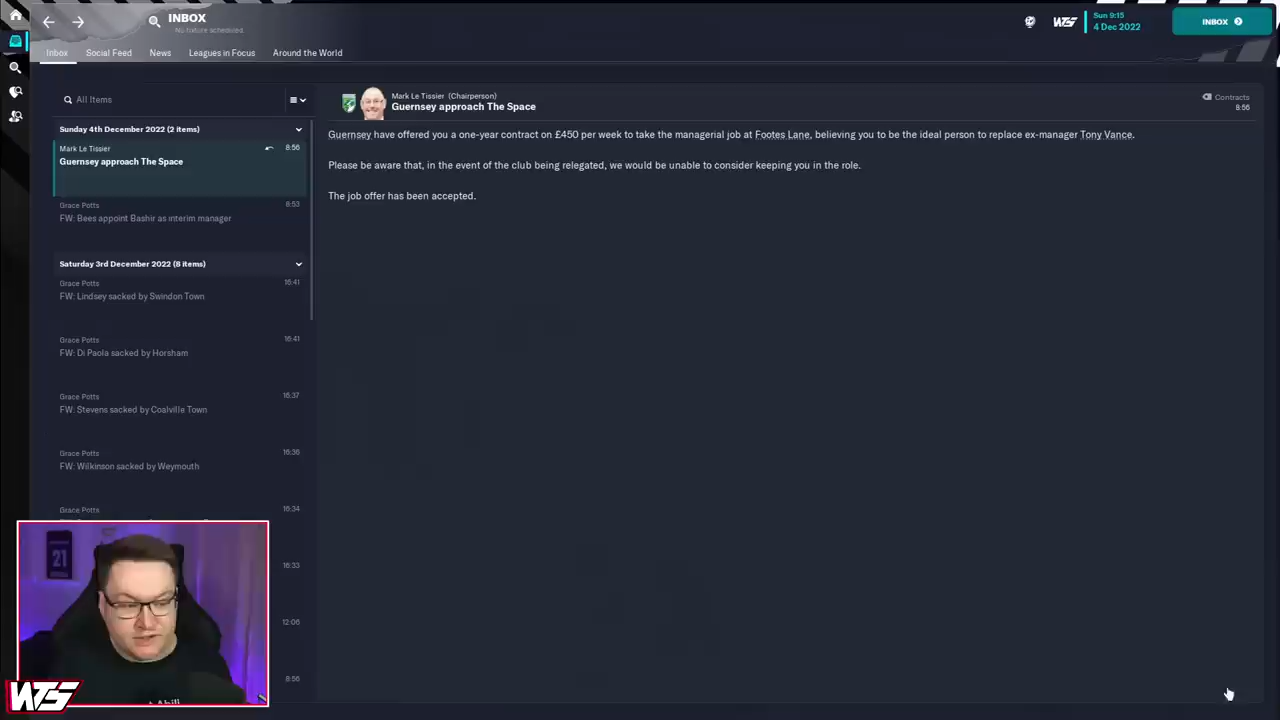 INBOX
No fixture scheduled.
WTS
Sun 9:15
4 Dec 2022
INBOX
Inbox
Social Feed
News
Leagues in Focus
Around the World
All Items
Sunday 4th December 2022 (2 items)
Mark Le Tissier
8:56
Guernsey approach The Space
Grace Potts
8:53
FW: Bees appoint Bashir as interim manager
Saturday 3rd December 2022 (8 items)
Grace Potts
16:41
FW: Lindsey sacked by Swindon Town
Grace Potts
16:41
FW: Di Paola sacked by Horsham
Grace Potts
16:37
FW: Stevens sacked by Coalville Town
Grace Potts
16:36
FW: Wilkinson sacked by Weymouth
Grace Potts
16:34
16:33
12:06
8:56
Mark Le Tissier (Chairperson)
Guernsey approach The Space
Contracts
8:56
Guernsey have offered you a one-year contract on £450 per week to take the managerial job at Footes Lane, believing you to be the ideal person to replace ex-manager Tony Vance.
Please be aware that, in the event of the club being relegated, we would be unable to consider keeping you in the role.
The job offer has been accepted.
21
WTS